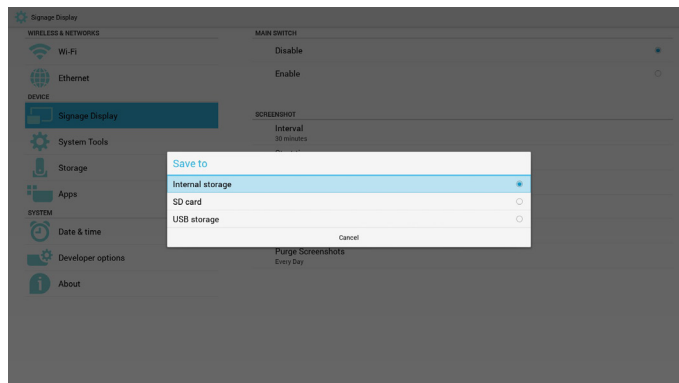 Signage Display
WIRELESS & NETWORKS
Wi-Fi
Ethernet
DEVICE
Signage Display
System Tools
Storage
Apps
SYSTEM
Date & time
Developer options
About
MAIN SWITCH
Disable
Enable
SCREENSHOT
Interval
30 minutes
Save to
Internal storage
SD card
USB storage
Cancel
Purge Screenshots
Every Day